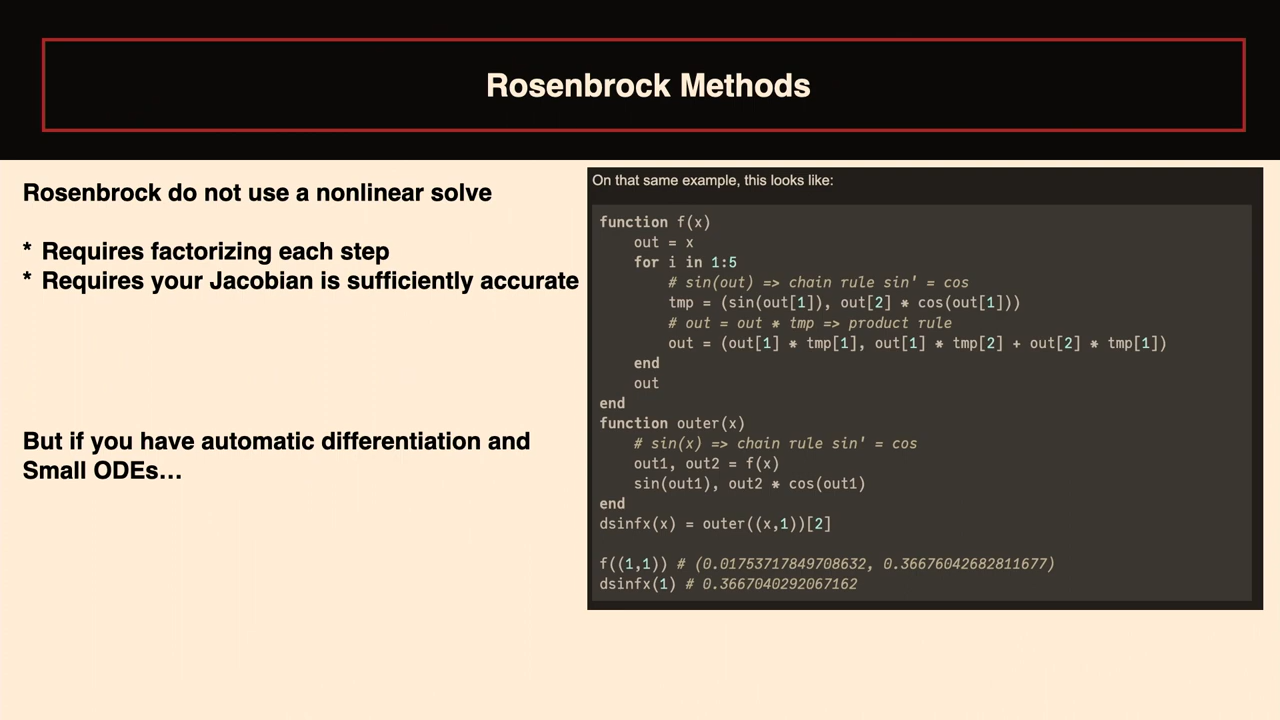 Rosenbrock Methods
Rosenbrock do not use a nonlinear solve
* Requires factorizing each step
* Requires your Jacobian is sufficiently accurate
But if you have automatic differentiation and
Small ODEs...
On that same example, this looks like:
function f(x)
    out = x
    for i in 1:5
        # sin(out) => chain rule sin' = cos
        tmp = (sin(out[1]), out[2] * cos(out[1]))
        # out = out * tmp => product rule
        out = (out[1] * tmp[1], out[1] * tmp[2] + out[2] * tmp[1])
    end
    out
end
function outer(x)
    # sin(x) => chain rule sin' = cos
    out1, out2 = f(x)
    sin(out1), out2 * cos(out1)
end
dsinfx(x) = outer((x,1))[2]
f((1,1)) # (0.01753717849708632, 0.36676042682811677)
dsinfx(1) # 0.3667040292067162